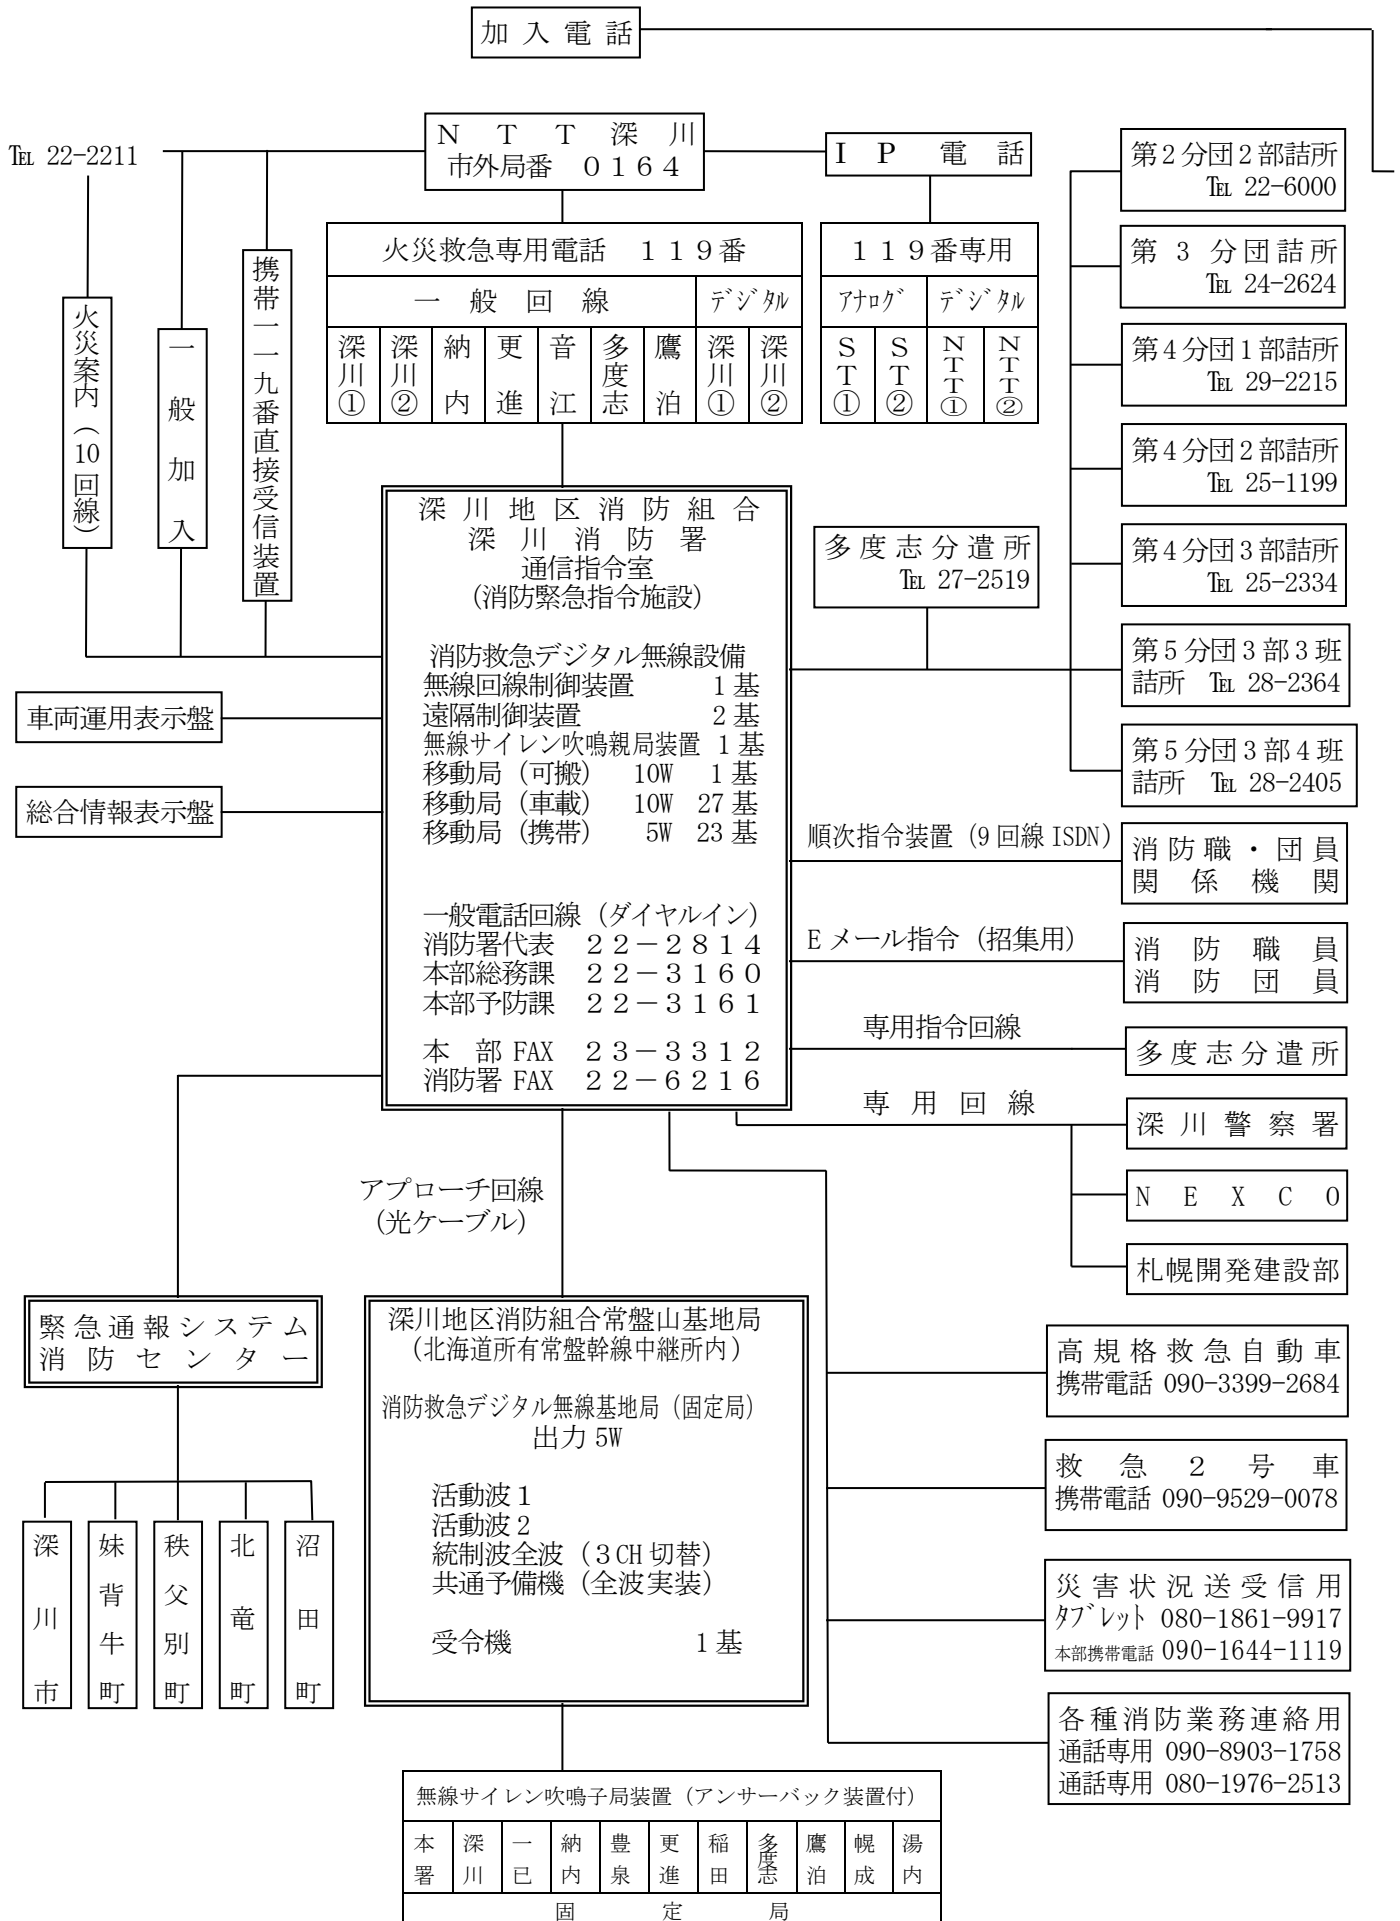 加入電話
℡ 22-2211
ＮＴＴ深川
市外局番　０１６４
ＩＰ電話
火災救急専用電話　１１９番
一般回線
デジタル
深川①
深川②
納内
更進
音江
多度志
鷹泊
深川①
深川②
１１９番専用
アナログ
デジタル
ＳＴ①
ＳＴ②
ＮＴＴ①
ＮＴＴ②
火災案内（10回線）
一般加入
携帯一一九番直接受信装置
第２分団２部詰所
℡ 22-6000
第３分団詰所
℡ 24-2624
第４分団１部詰所
℡ 29-2215
第４分団２部詰所
℡ 25-1199
第４分団３部詰所
℡ 25-2334
第５分団３部３班
詰所　℡ 28-2364
第５分団３部４班
詰所　℡ 28-2405
多度志分遣所
℡ 27-2519
深川地区消防組合
深川消防署
通信指令室
（消防緊急指令施設）
消防救急デジタル無線設備
無線回線制御装置　1基
遠隔制御装置　2基
無線サイレン吹鳴親局装置　1基
移動局（可搬）　10W　1基
移動局（車載）　10W　27基
移動局（携帯）　5W　23基
一般電話回線（ダイヤルイン）
消防署代表　２２－２８１４
本部総務課　２２－３１６０
本部予防課　２２－３１６１
本　部 FAX　２３－３３１２
消防署 FAX　２２－６２１６
車両運用表示盤
総合情報表示盤
順次指令装置（9回線 ISDN）
消防職・団員
関係機関
Eメール指令（招集用）
消防職員
消防団員
専用指令回線
多度志分遣所
専用回線
深川警察署
ＮＥＸＣＯ
札幌開発建設部
アプローチ回線
（光ケーブル）
緊急通報システム
消防センター
深川市
妹背牛町
秩父別町
北竜町
沼田町
深川地区消防組合常盤山基地局
（北海道所有常盤幹線中継所内）
消防救急デジタル無線基地局（固定局）
出力 5W
活動波１
活動波２
統制波全波（３CH 切替）
共通予備機（全波実装）
受令機　1基
高規格救急自動車
携帯電話 090-3399-2684
救急２号車
携帯電話 090-9529-0078
災害状況送受信用
タブレット 080-1861-9917
本部携帯電話 090-1644-1119
各種消防業務連絡用
通話専用 090-8903-1758
通話専用 080-1976-2513
無線サイレン吹鳴子局装置（アンサーバック装置付）
本署
深川
一已
納内
豊泉
更進
稲田
多度志
鷹泊
幌成
湯内
固定局